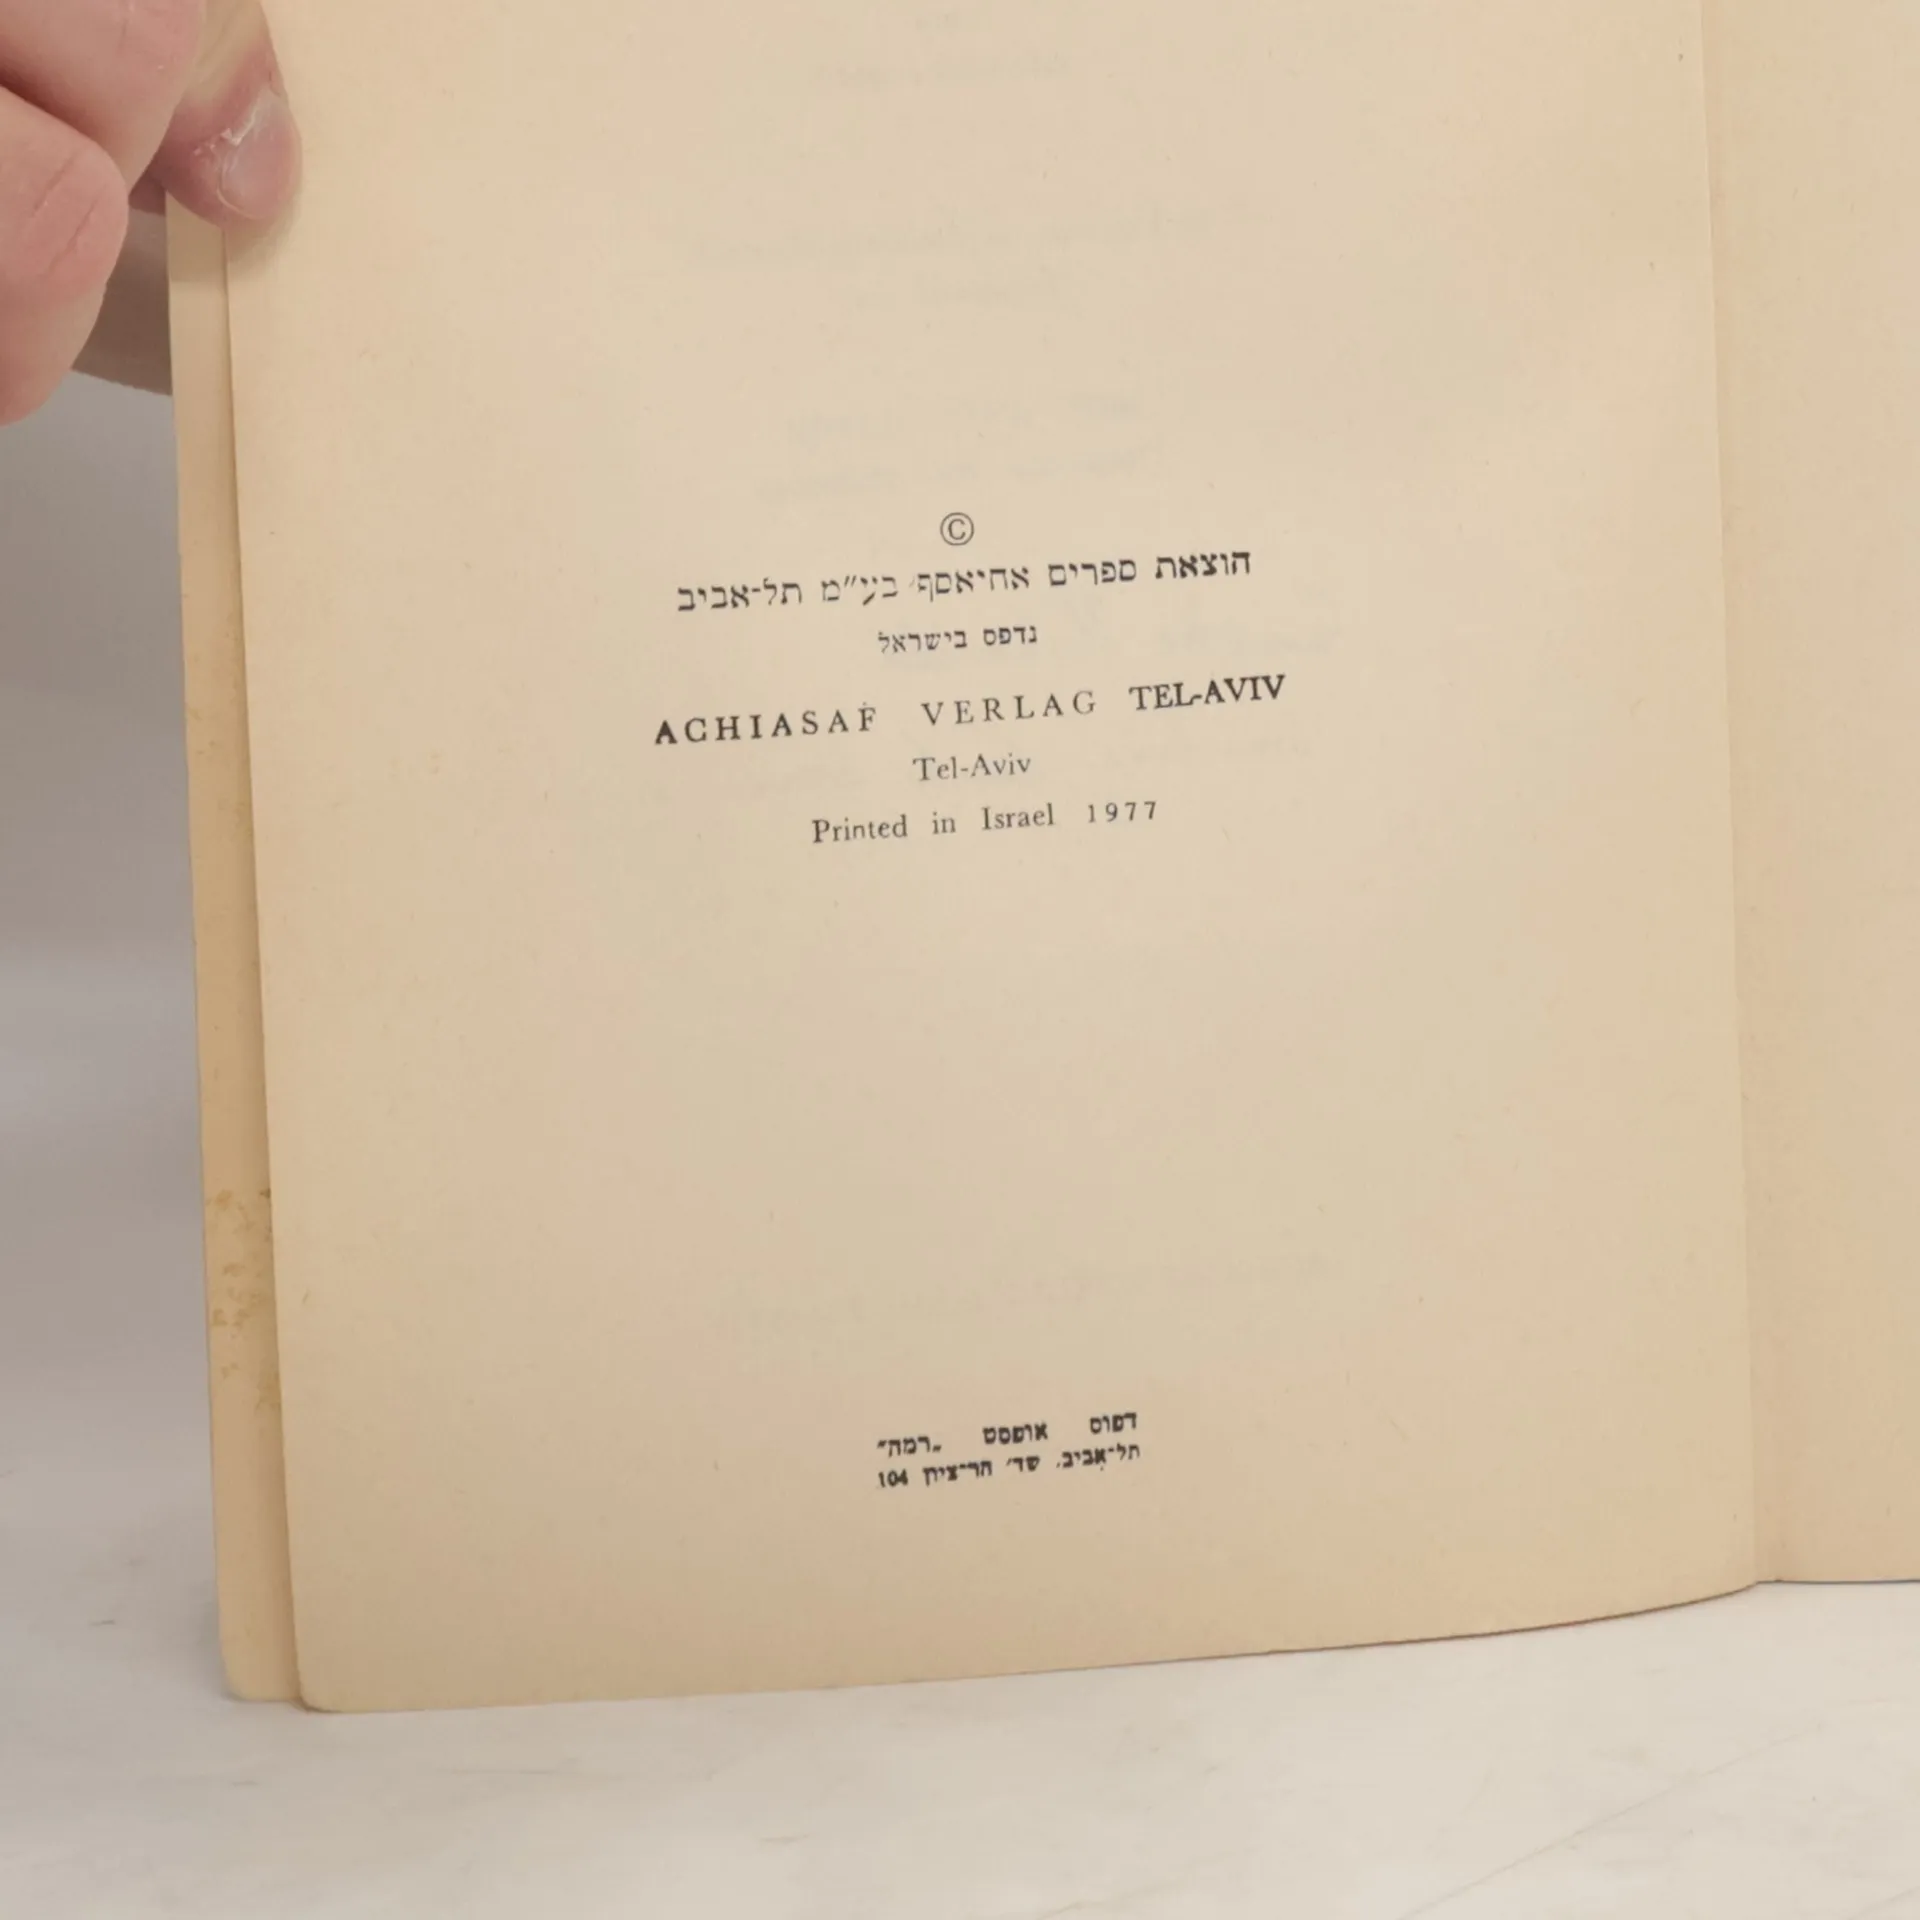 ©
הוצאת ספרים אחיאסף בע״מ תל־אביב
נדפס בישראל
ACHIASAF VERLAG TEL-AVIV
Tel-Aviv
Printed in Israel 1977
דפוס אופסט „רמה״
תל־אביב, שד׳ הר־ציון 104